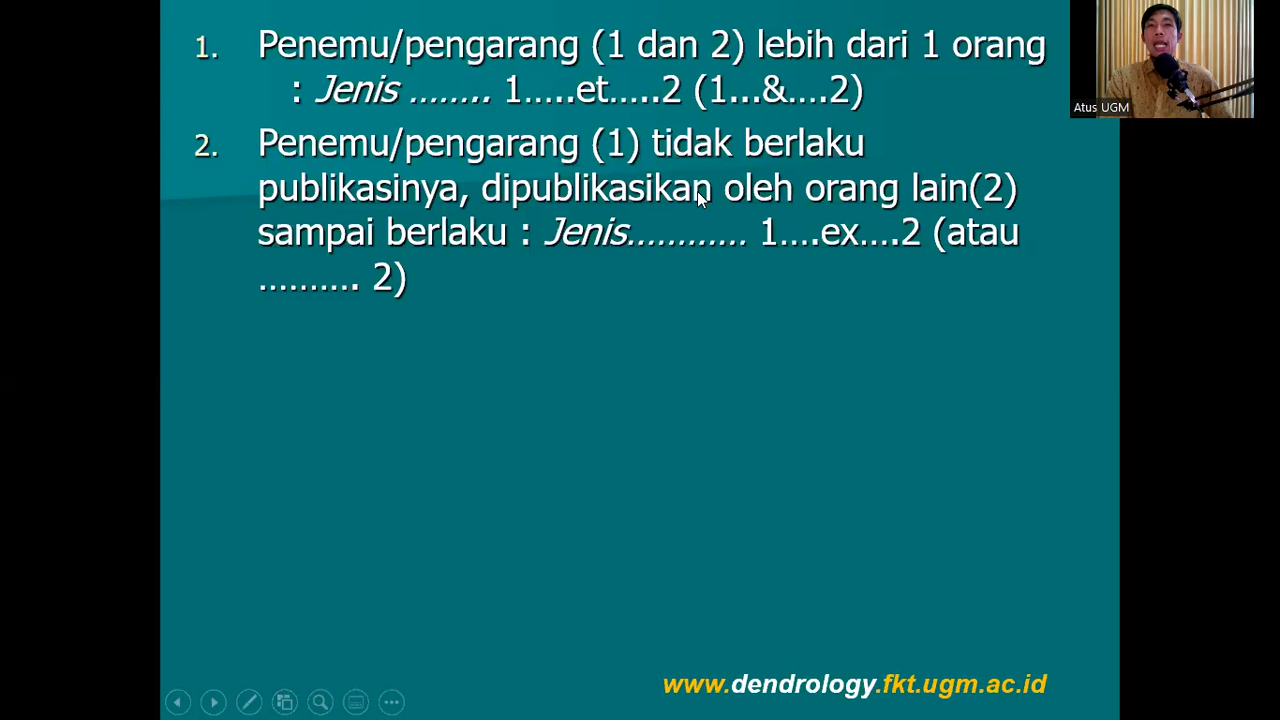 1. Penemu/pengarang (1 dan 2) lebih dari 1 orang
: Jenis ........ 1.....et.....2 (1...&....2)
2. Penemu/pengarang (1) tidak berlaku
publikasinya, dipublikasikan oleh orang lain(2)
sampai berlaku : Jenis............ 1....ex....2 (atau
.......... 2)
Atus UGM
www.dendrology.fkt.ugm.ac.id